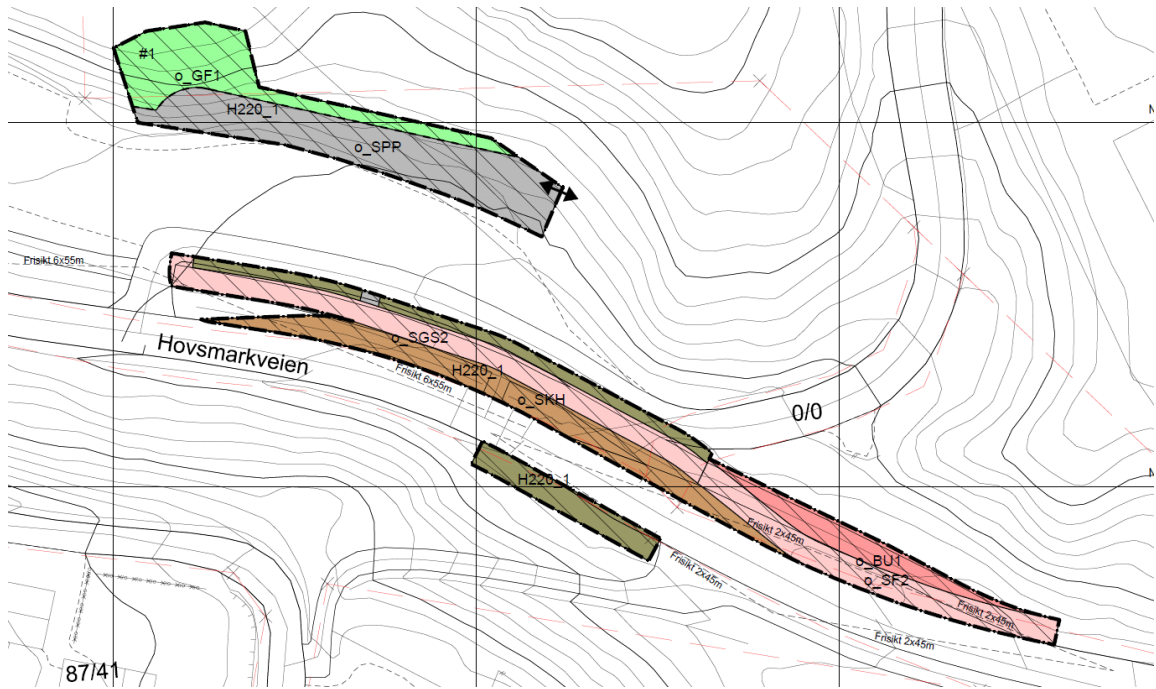 #1
o_GF1
H220_1
N
o_SPP
Frisikt 6x55m
o_SGS2
Hovsmarkveien
H220_1
Frisikt 6x55m
o_SKH
0/0
H220_1
N
Frisikt 2x45m
Frisikt 2x45m
o_BU1
o_SF2
Frisikt 2x45m
Frisikt 2x45m
87/41